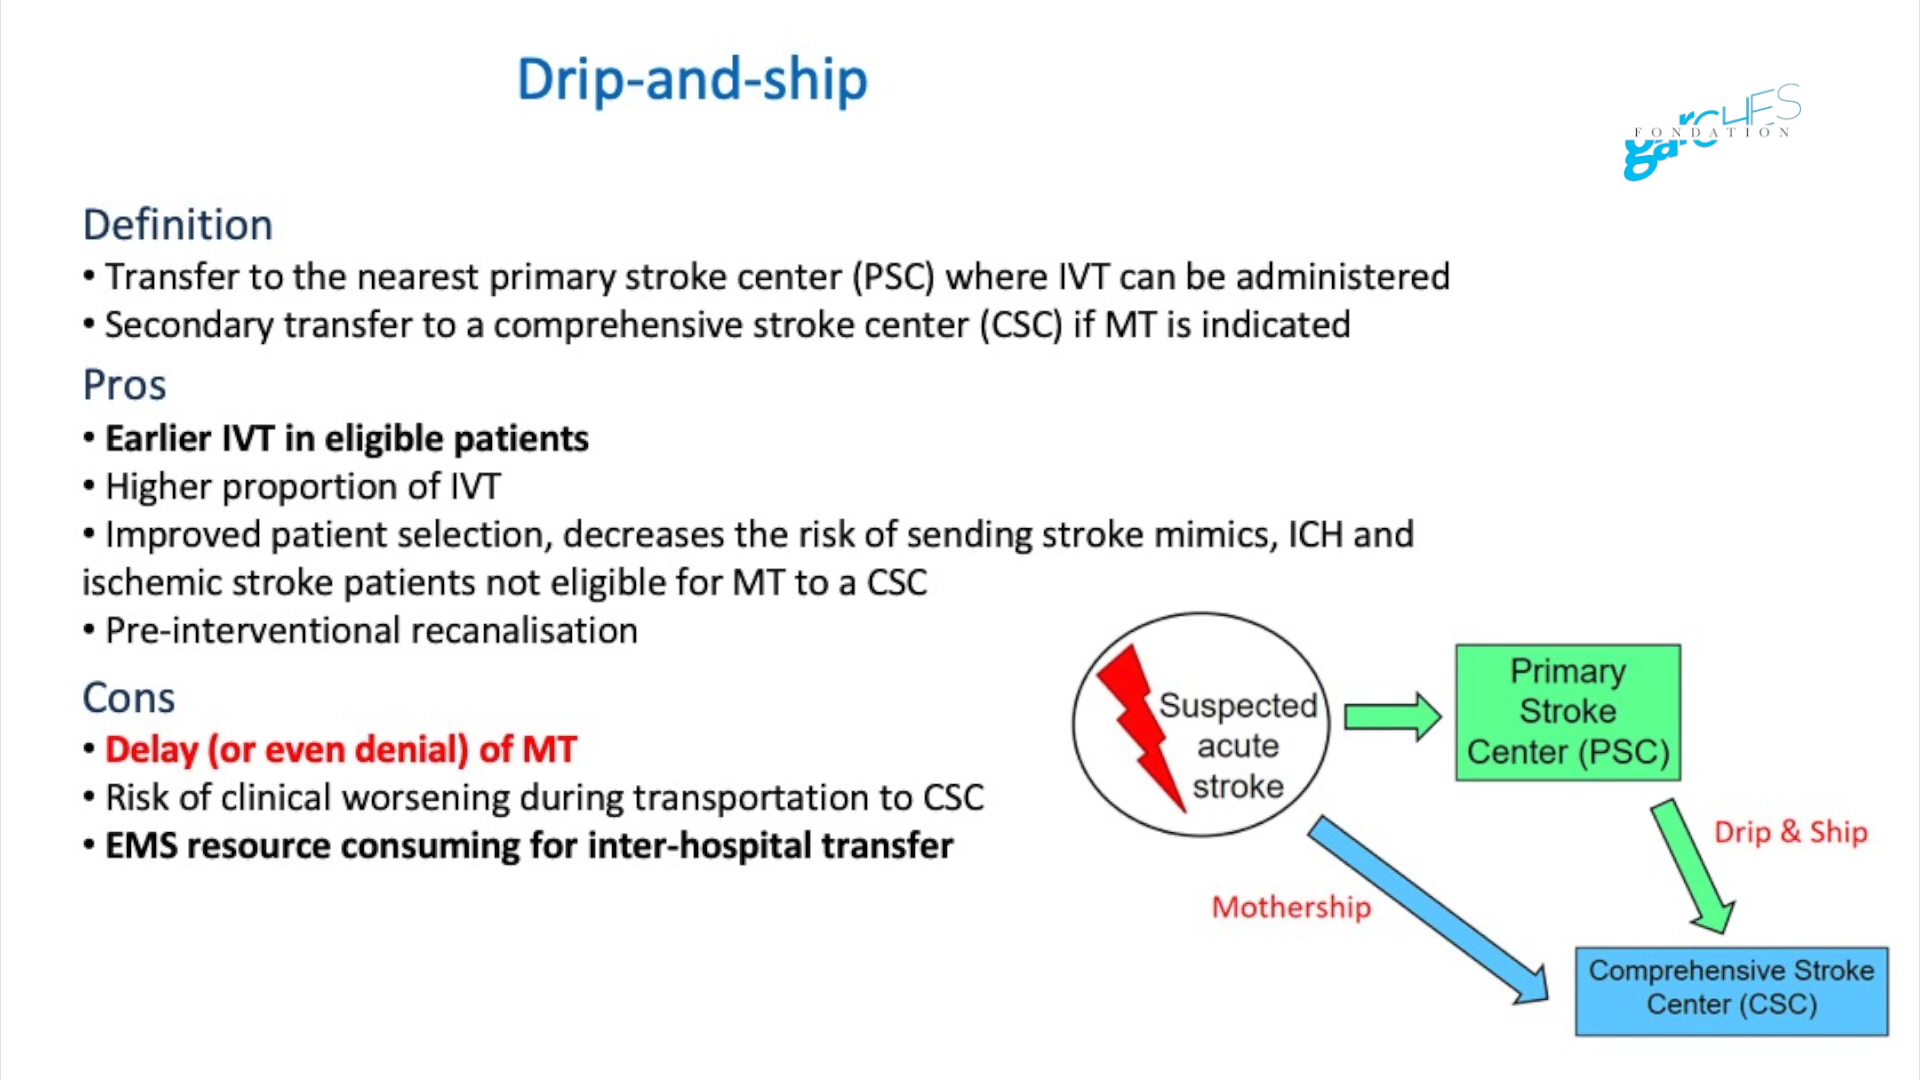 Drip-and-ship
garcHES
FONDATION
Definition
• Transfer to the nearest primary stroke center (PSC) where IVT can be administered
• Secondary transfer to a comprehensive stroke center (CSC) if MT is indicated
Pros
• Earlier IVT in eligible patients
• Higher proportion of IVT
• Improved patient selection, decreases the risk of sending stroke mimics, ICH and
ischemic stroke patients not eligible for MT to a CSC
• Pre-interventional recanalisation
Cons
• Delay (or even denial) of MT
• Risk of clinical worsening during transportation to CSC
• EMS resource consuming for inter-hospital transfer
Suspected
acute
stroke
Primary
Stroke
Center (PSC)
Drip & Ship
Mothership
Comprehensive Stroke
Center (CSC)